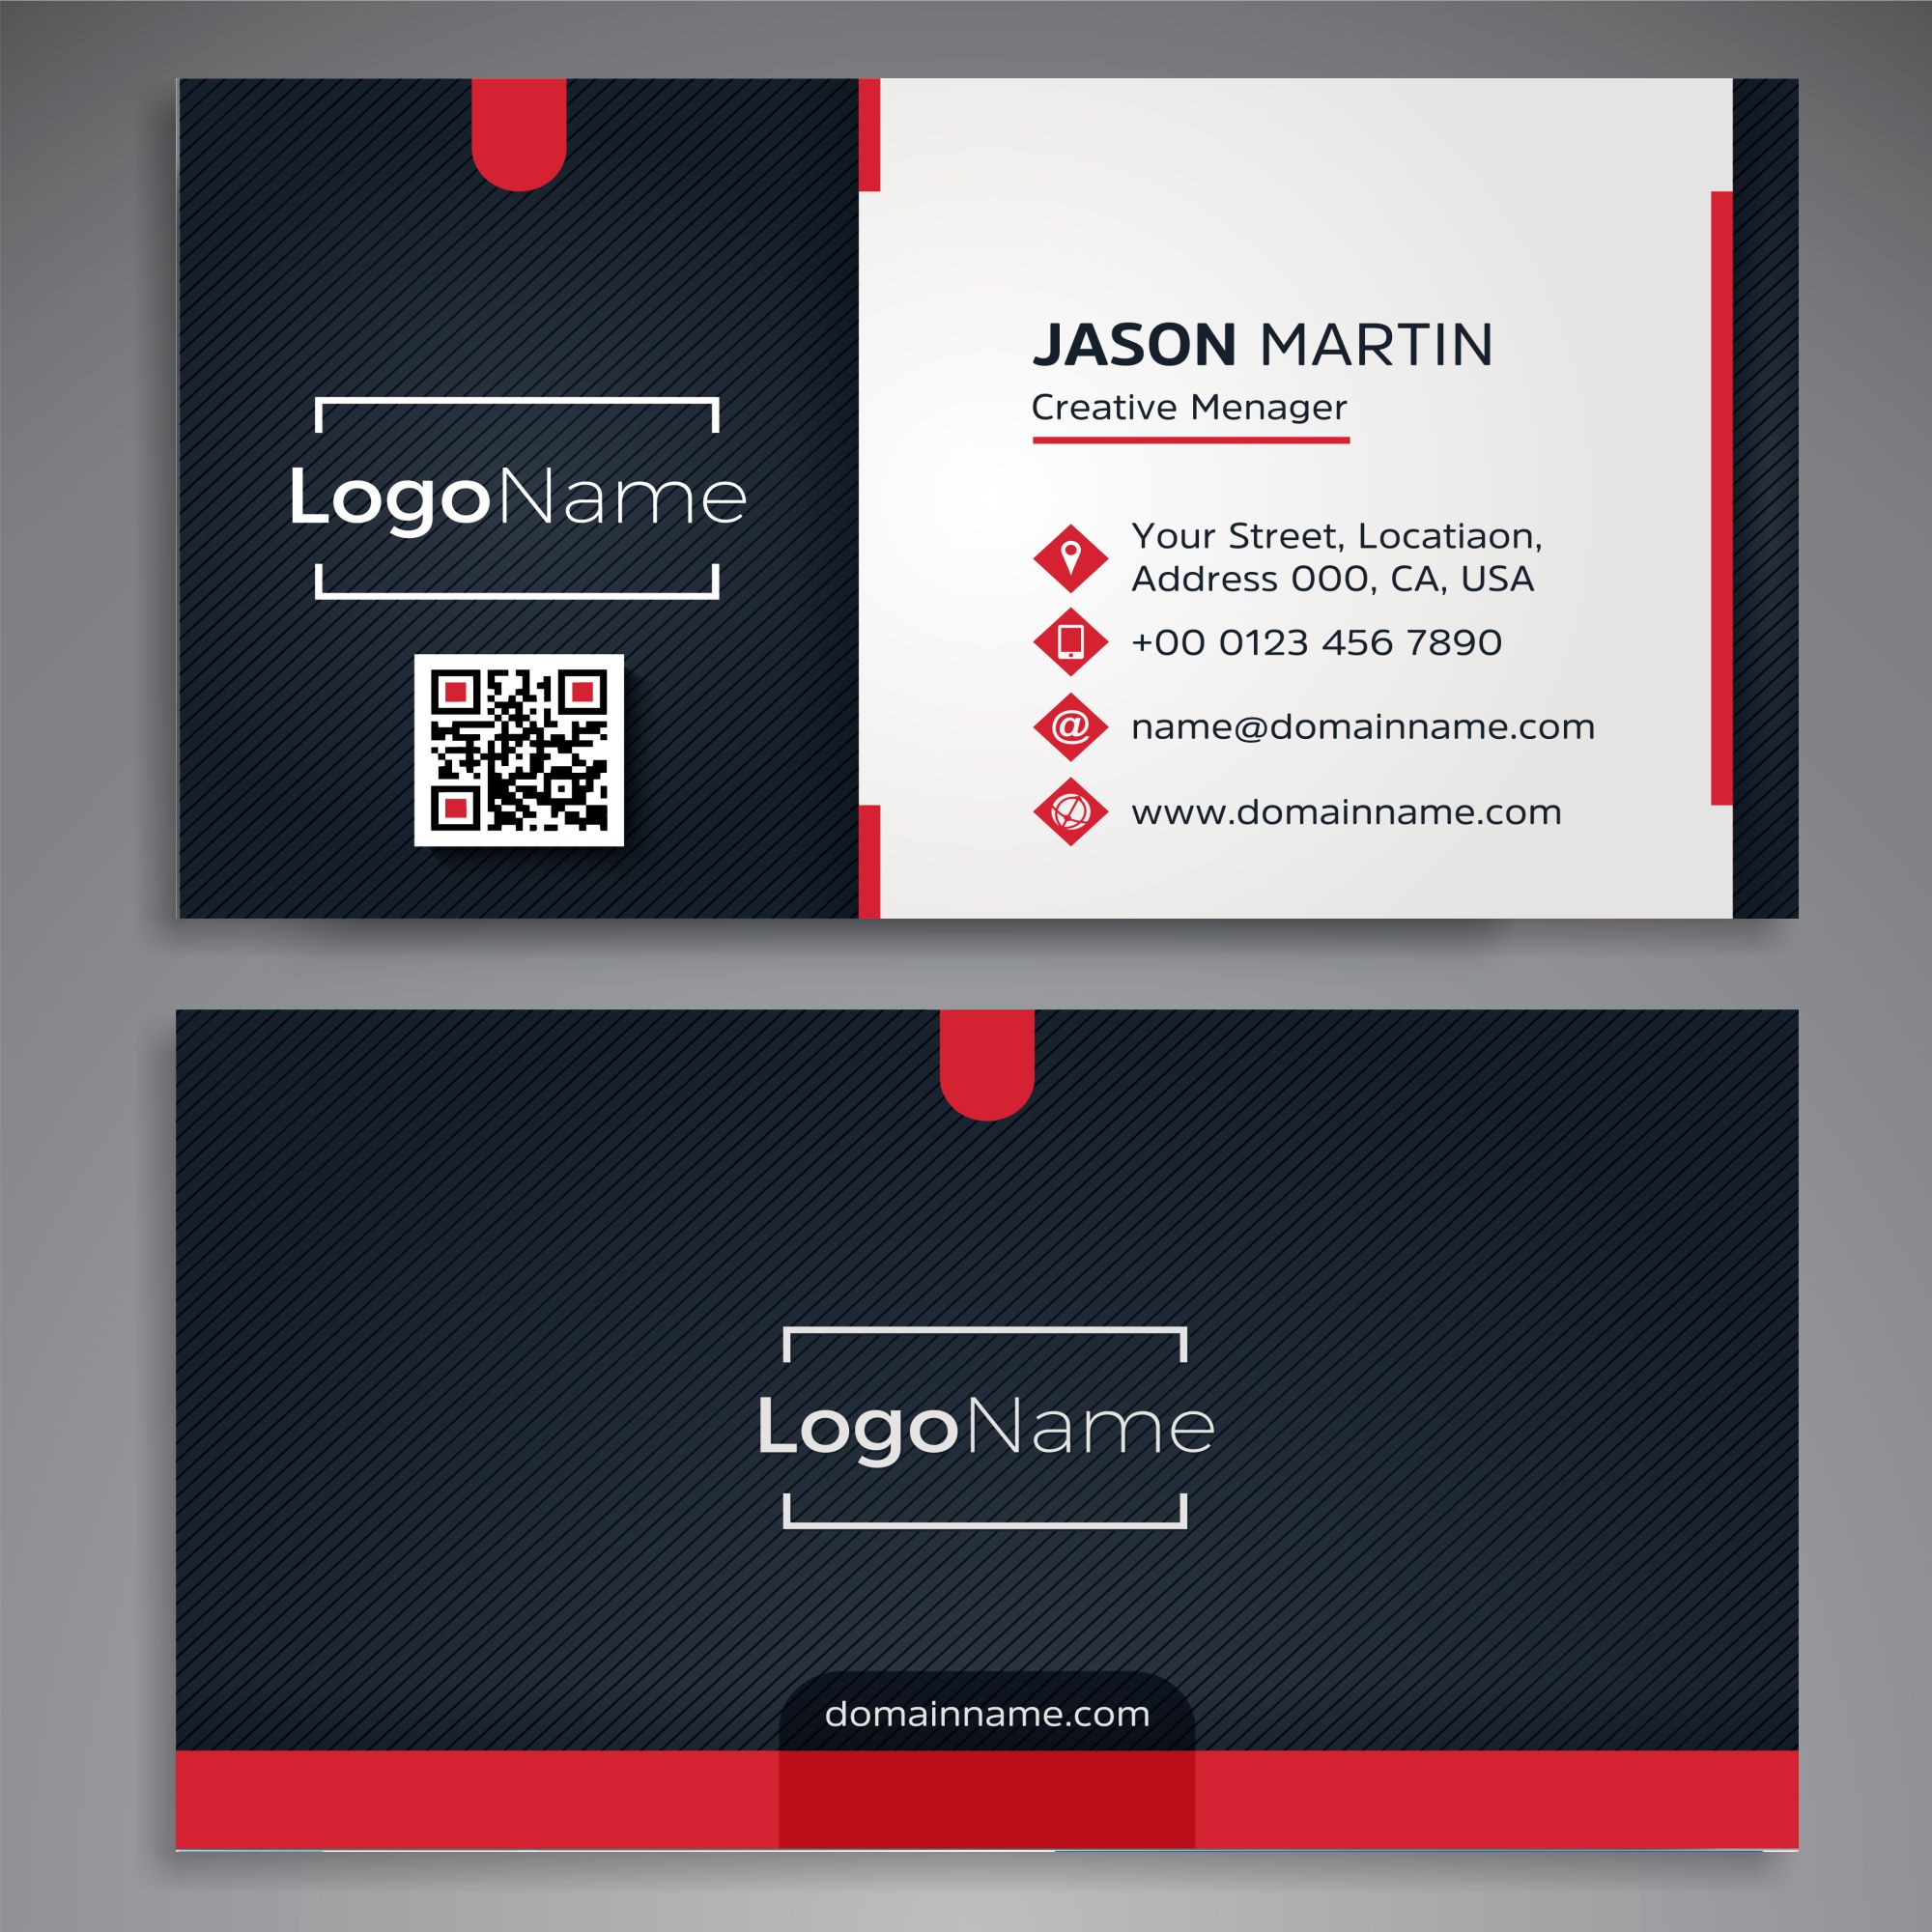 LogoName
JASON MARTIN
Creative Menager
Your Street, Locatiaon,
Address 000, CA, USA
+00 0123 456 7890
@ name@domainname.com
www.domainname.com
LogoName
domainname.com